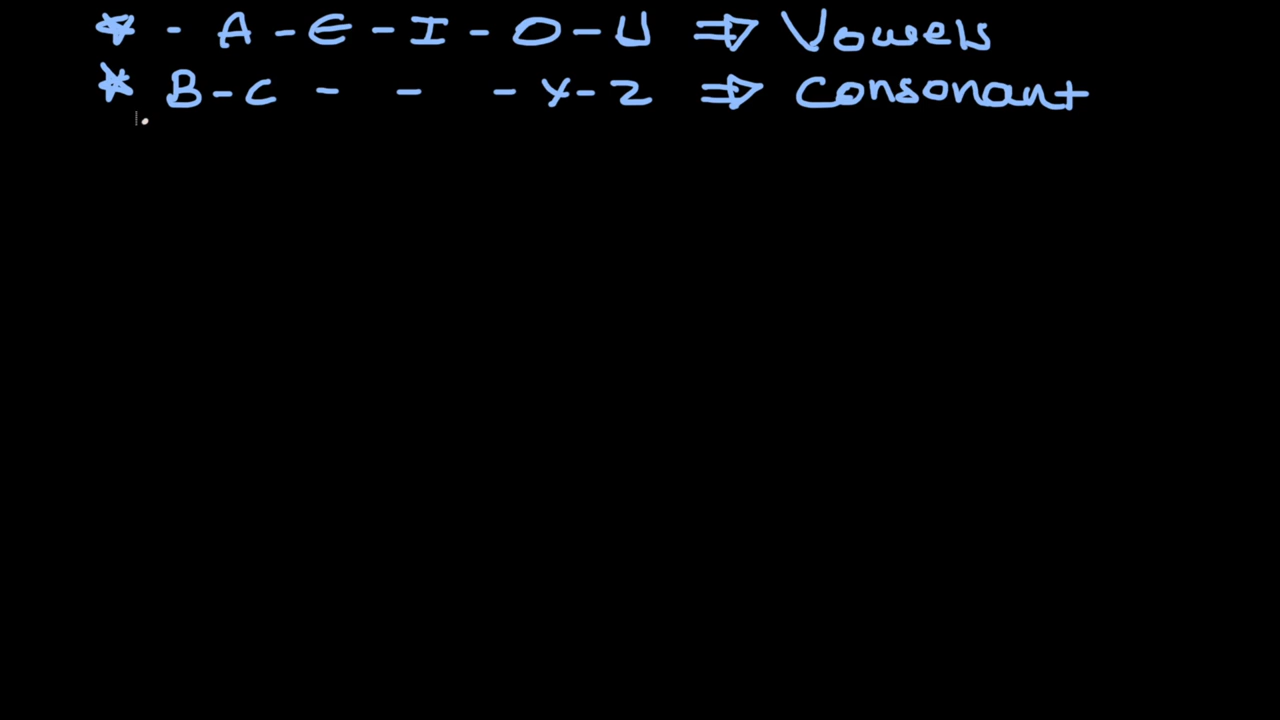 * - A - E - I - O - U ⇒ Vowels
* B - C - - - Y - Z ⇒ Consonant